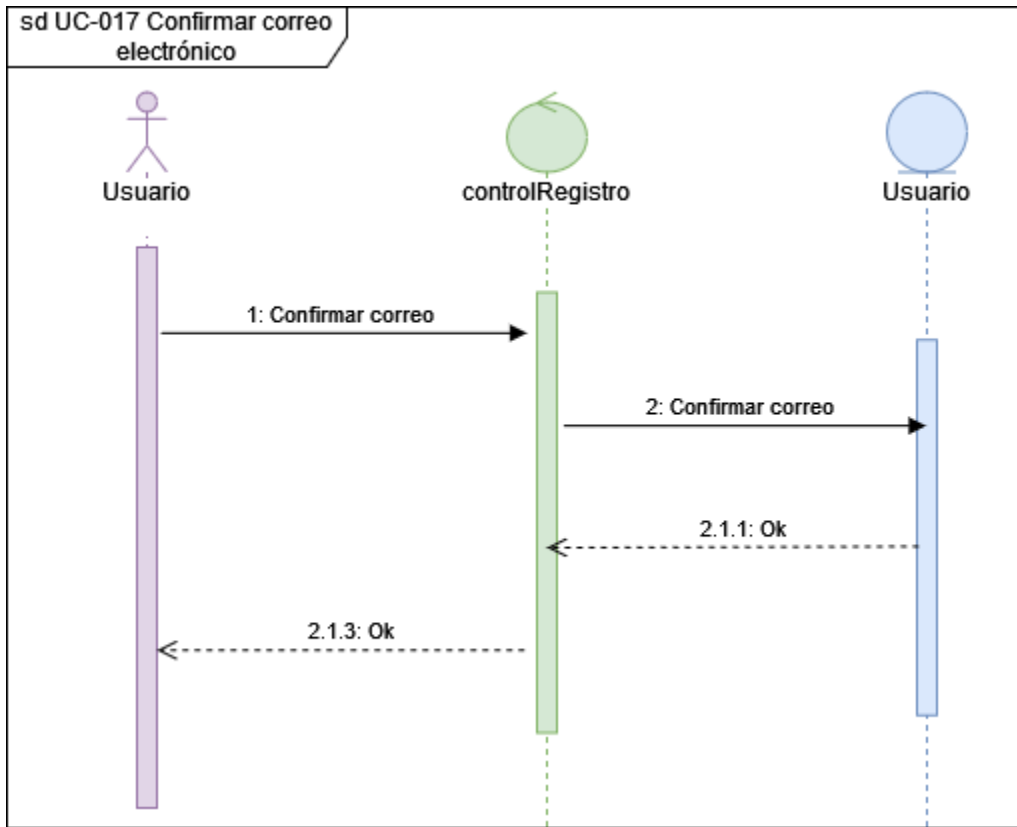 sd UC-017 Confirmar correo
electrónico
Usuario
controlRegistro
Usuario
1: Confirmar correo
2: Confirmar correo
2.1.1: Ok
2.1.3: Ok